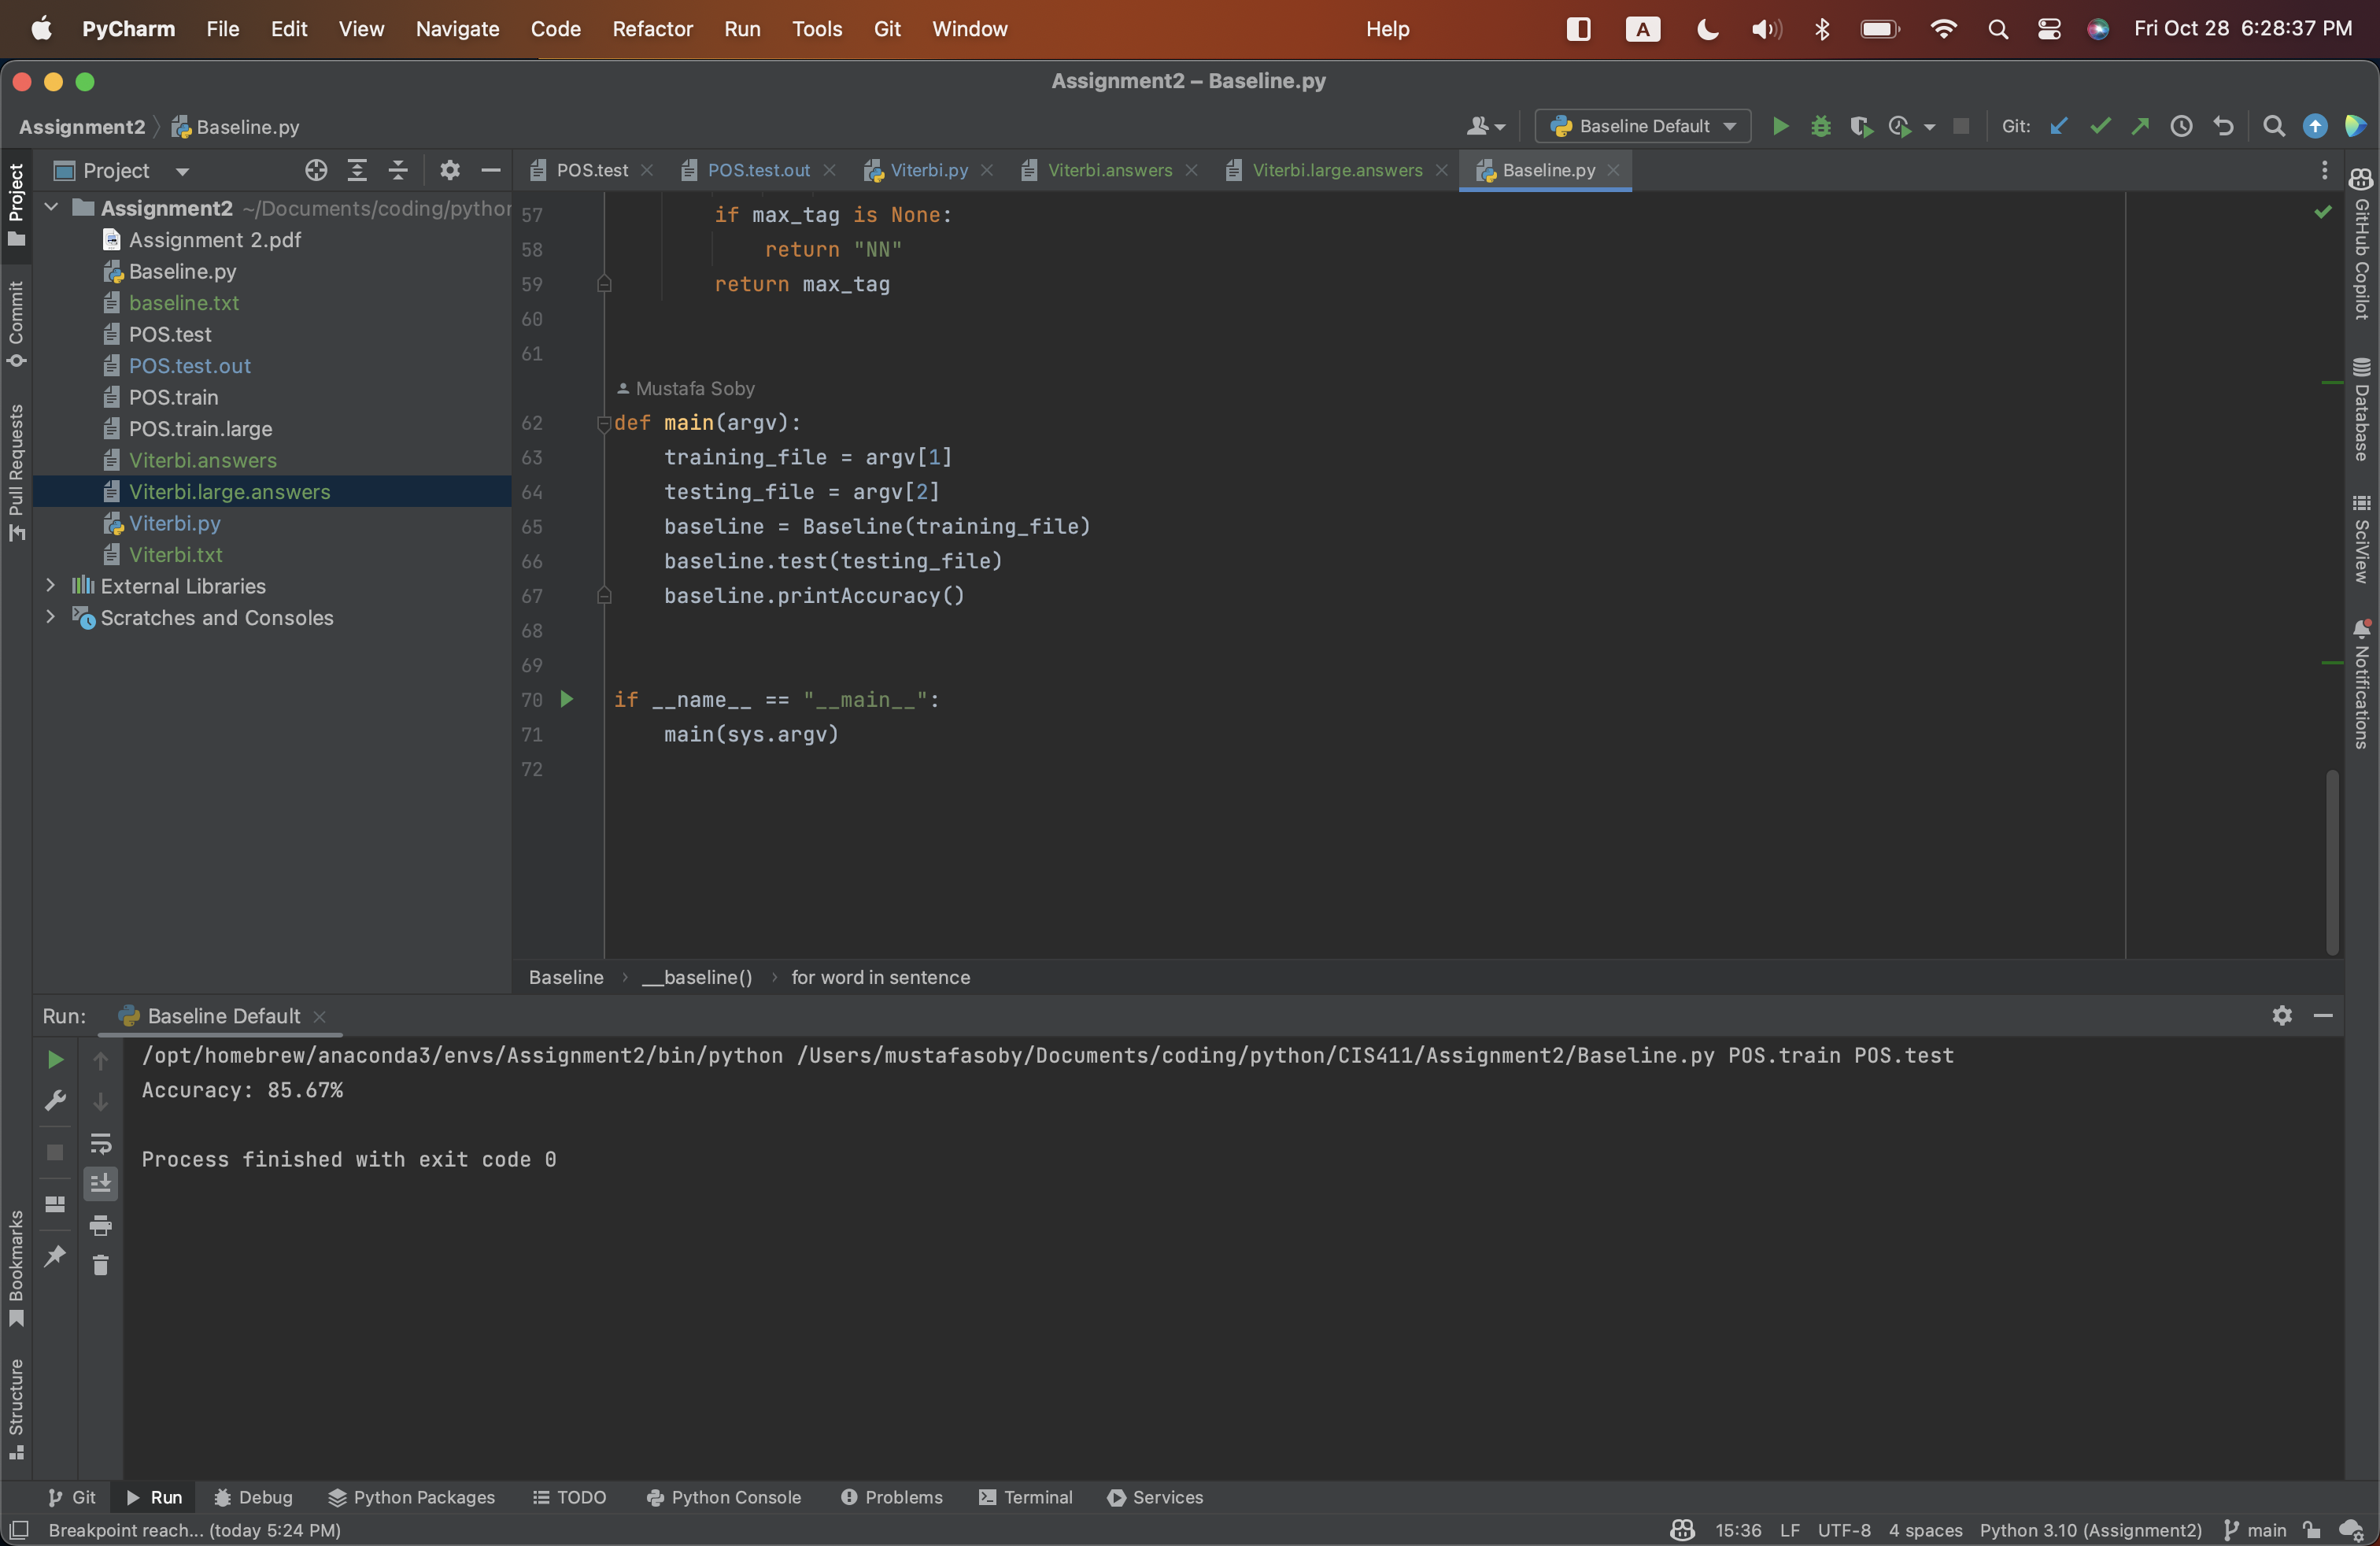 PyCharm File Edit View Navigate Code Refactor Run Tools Git Window Help A Fri Oct 28 6:28:37 PM
Assignment2 – Baseline.py
Assignment2 Baseline.py Baseline Default Git:
Project POS.test POS.test.out Viterbi.py Viterbi.answers Viterbi.large.answers Baseline.py
Project
Commit
Pull Requests
Bookmarks
Structure
Assignment2 ~/Documents/coding/python
Assignment 2.pdf
Baseline.py
baseline.txt
POS.test
POS.test.out
POS.train
POS.train.large
Viterbi.answers
Viterbi.large.answers
Viterbi.py
Viterbi.txt
External Libraries
Scratches and Consoles
57 if max_tag is None:
58 return "NN"
59 return max_tag
60
61
Mustafa Soby
62 def main(argv):
63 training_file = argv[1]
64 testing_file = argv[2]
65 baseline = Baseline(training_file)
66 baseline.test(testing_file)
67 baseline.printAccuracy()
68
69
70 if __name__ == "__main__":
71 main(sys.argv)
72
Baseline __baseline() for word in sentence
GitHub Copilot
Database
SciView
Notifications
Run: Baseline Default
/opt/homebrew/anaconda3/envs/Assignment2/bin/python /Users/mustafasoby/Documents/coding/python/CIS411/Assignment2/Baseline.py POS.train POS.test
Accuracy: 85.67%
Process finished with exit code 0
Git Run Debug Python Packages TODO Python Console Problems Terminal Services
Breakpoint reach... (today 5:24 PM) 15:36 LF UTF-8 4 spaces Python 3.10 (Assignment2) main